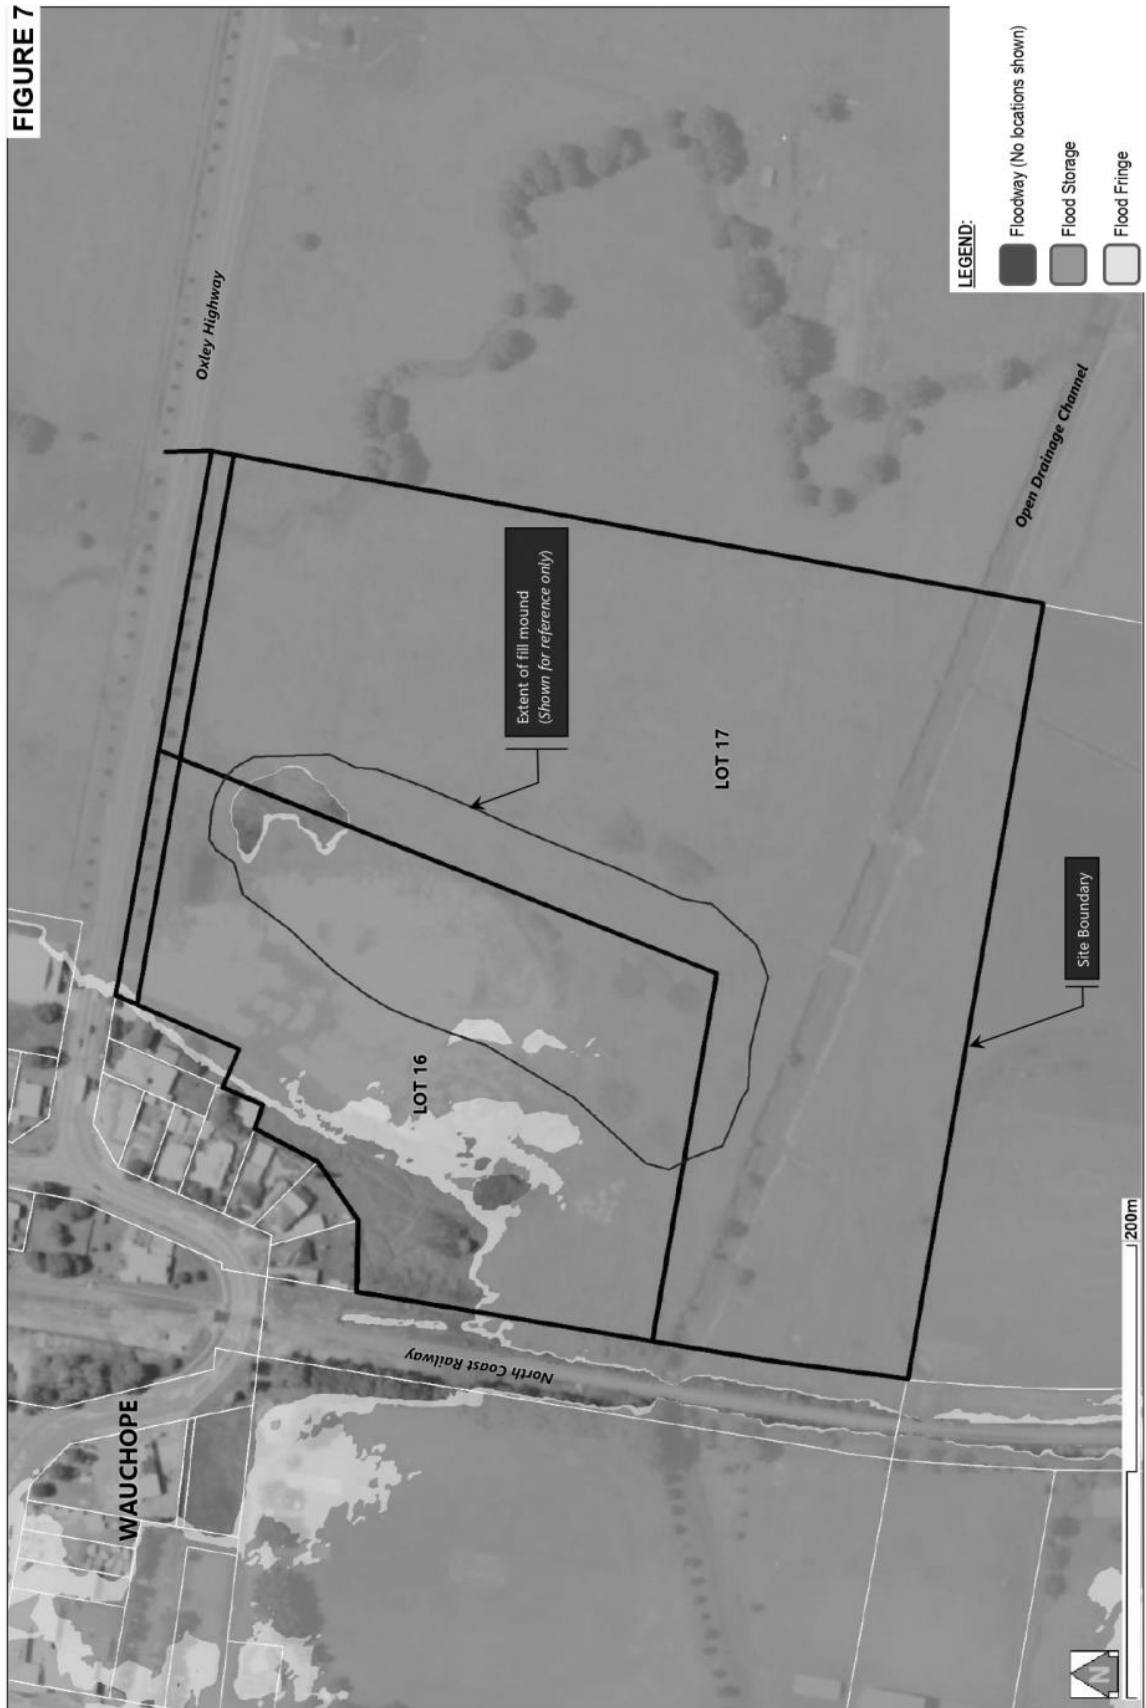 FIGURE 7
Oxley Highway
WAUCHOPE
North Coast Railway
LOT 16
LOT 17
Extent of fill mound
(Shown for reference only)
Open Drainage Channel
Site Boundary
N
200m
LEGEND:
Floodway (No locations shown)
Flood Storage
Flood Fringe